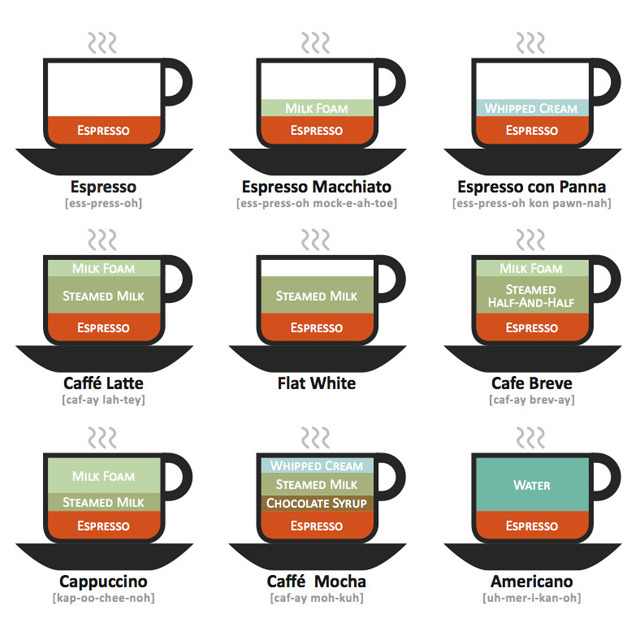 Espresso
Espresso
[ess-press-oh]
Milk Foam
Espresso
Espresso Macchiato
[ess-press-oh mock-e-ah-toe]
Whipped Cream
Espresso
Espresso con Panna
[ess-press-oh kon pawn-nah]
Milk Foam
Steamed Milk
Espresso
Caffé Latte
[caf-ay lah-tey]
Steamed Milk
Espresso
Flat White
Milk Foam
Steamed
Half-And-Half
Espresso
Cafe Breve
[caf-ay brev-ay]
Milk Foam
Steamed Milk
Espresso
Cappuccino
[kap-oo-chee-noh]
Whipped Cream
Steamed Milk
Chocolate Syrup
Espresso
Caffé Mocha
[caf-ay moh-kuh]
Water
Espresso
Americano
[uh-mer-i-kan-oh]